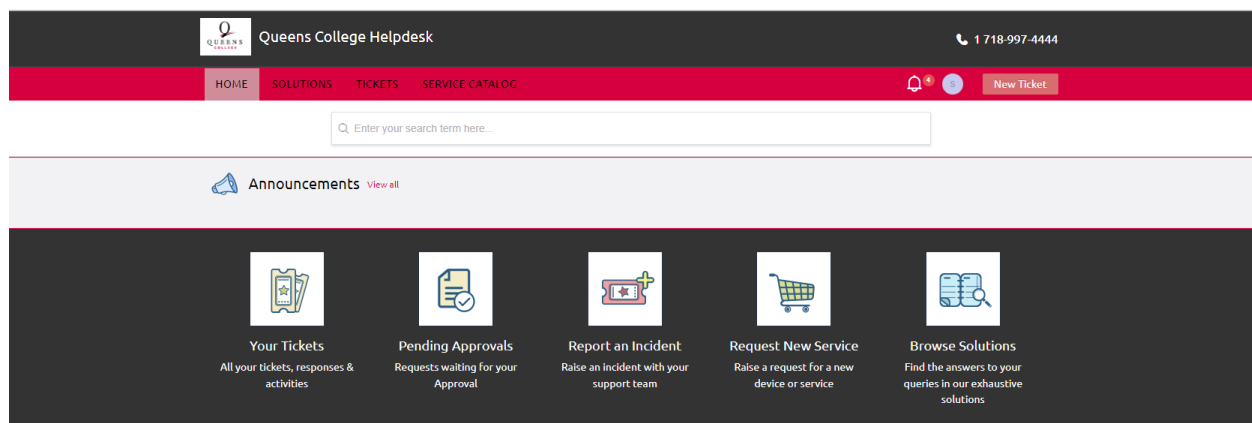 QUEENS
COLLEGE
Queens College Helpdesk
1 718-997-4444
HOME
SOLUTIONS
TICKETS
SERVICE CATALOG
4
S
New Ticket
Enter your search term here...
Announcements View all
Your Tickets
All your tickets, responses &
activities
Pending Approvals
Requests waiting for your
Approval
Report an Incident
Raise an incident with your
support team
Request New Service
Raise a request for a new
device or service
Browse Solutions
Find the answers to your
queries in our exhaustive
solutions